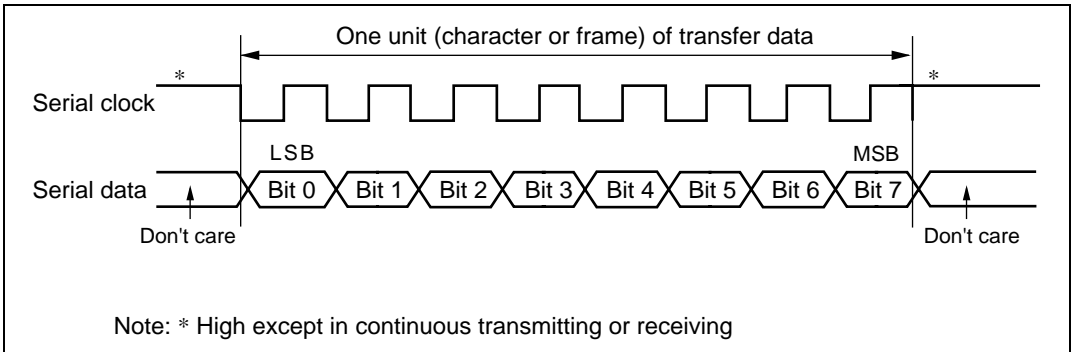 One unit (character or frame) of transfer data
* *
Serial clock
LSB MSB
Serial data Bit 0 Bit 1 Bit 2 Bit 3 Bit 4 Bit 5 Bit 6 Bit 7
Don't care Don't care
Note: * High except in continuous transmitting or receiving